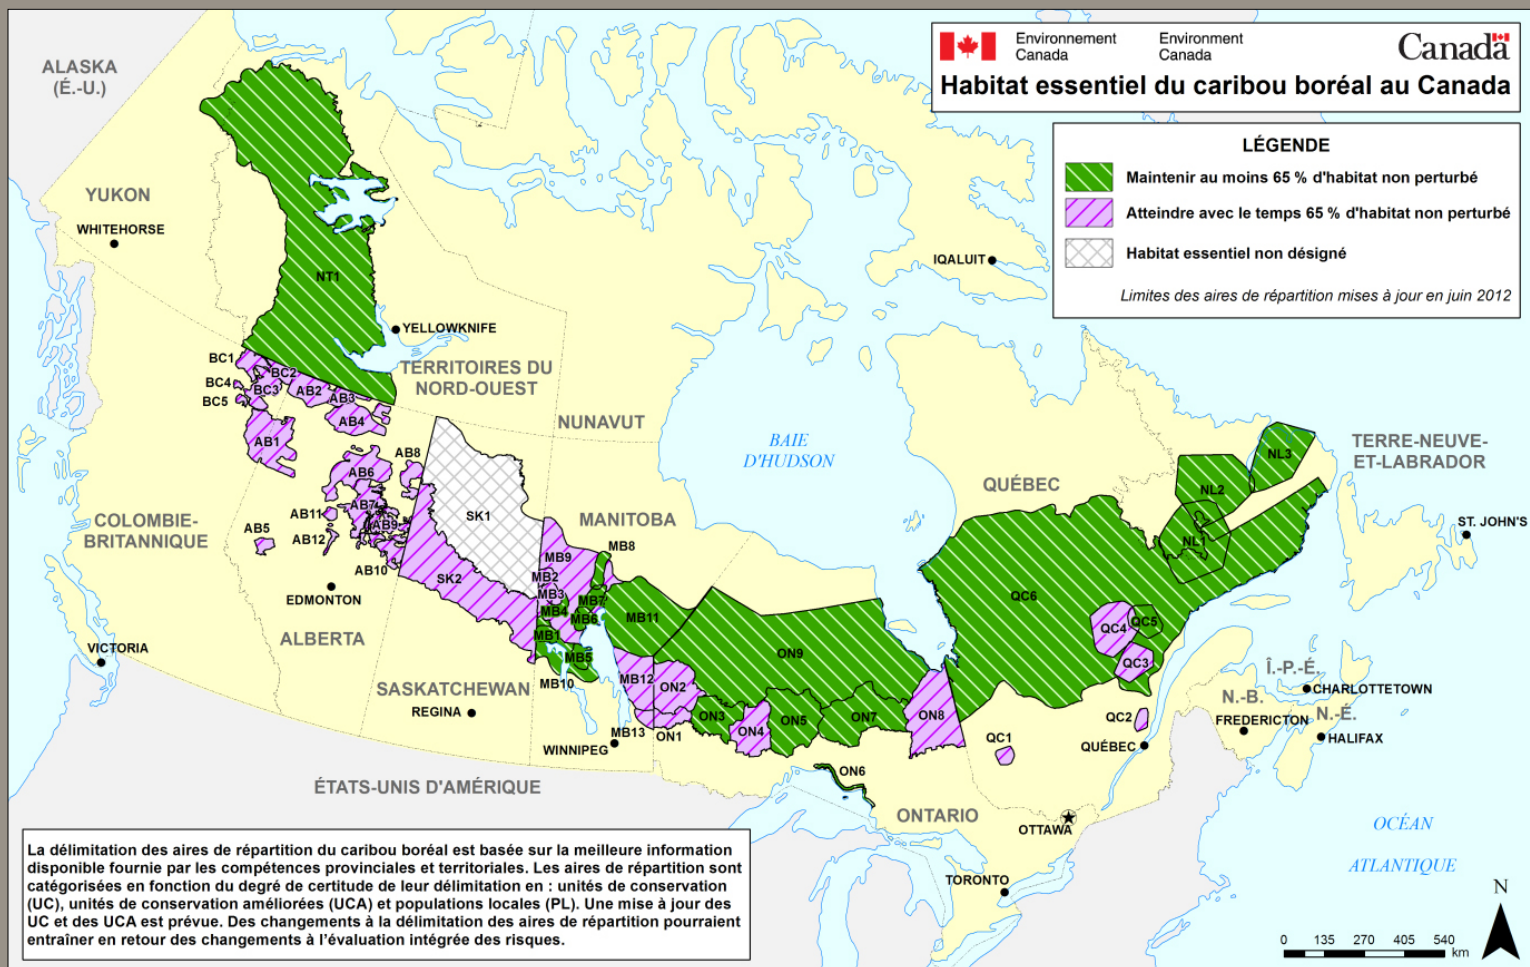 Environnement
Canada
Environment
Canada
Canada
Habitat essentiel du caribou boréal au Canada
LÉGENDE
Maintenir au moins 65 % d'habitat non perturbé
Atteindre avec le temps 65 % d'habitat non perturbé
Habitat essentiel non désigné
Limites des aires de répartition mises à jour en juin 2012
ALASKA
(É.-U.)
YUKON
WHITEHORSE
IQALUIT
NT1
YELLOWKNIFE
TERRITOIRES DU
NORD-OUEST
NUNAVUT
BC1
BC2
BC4
BC3
BC5
AB2
AB3
AB4
AB1
BAIE
D'HUDSON
TERRE-NEUVE-
ET-LABRADOR
NL3
QUÉBEC
NL2
NL1
AB8
AB6
AB7
AB11
AB9
AB5
AB12
AB10
SK1
SK2
COLOMBIE-
BRITANNIQUE
MANITOBA
ST. JOHN'S
EDMONTON
ALBERTA
VICTORIA
MB8
MB9
MB2
MB3
MB4
MB7
MB6
MB1
MB5
MB10
MB11
MB12
MB13
QC6
QC5
QC4
QC3
QC2
QC1
ON9
ON2
ON3
ON1
ON4
ON5
ON7
ON8
ON6
SASKATCHEWAN
REGINA
WINNIPEG
Î.-P.-É.
CHARLOTTETOWN
N.-B.
N.-É.
FREDERICTON
HALIFAX
QUÉBEC
ÉTATS-UNIS D'AMÉRIQUE
ONTARIO
OTTAWA
TORONTO
OCÉAN
ATLANTIQUE
La délimitation des aires de répartition du caribou boréal est basée sur la meilleure information
disponible fournie par les compétences provinciales et territoriales. Les aires de répartition sont
catégorisées en fonction du degré de certitude de leur délimitation en : unités de conservation
(UC), unités de conservation améliorées (UCA) et populations locales (PL). Une mise à jour des
UC et des UCA est prévue. Des changements à la délimitation des aires de répartition pourraient
entraîner en retour des changements à l'évaluation intégrée des risques.
N
0 135 270 405 540
km